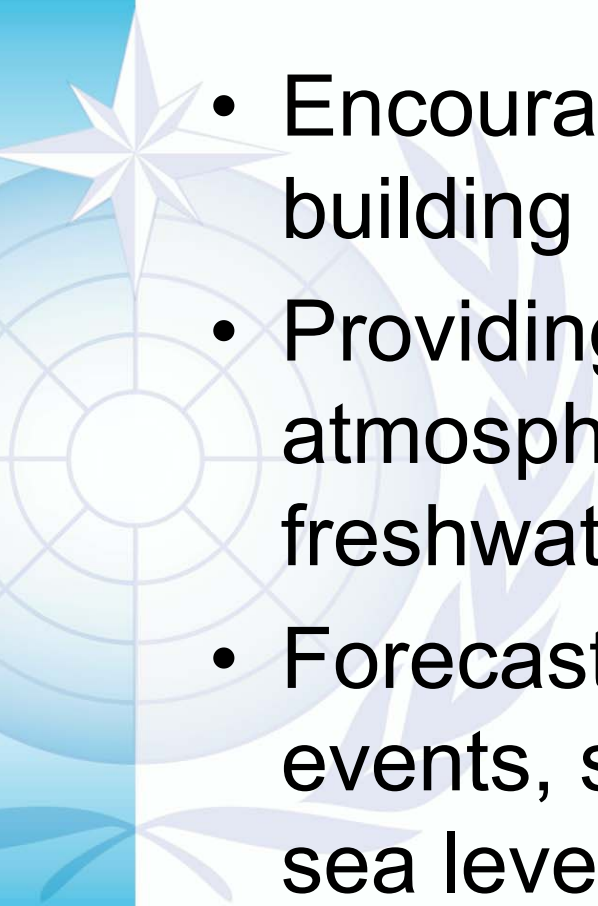 • Encoura
building
• Providing
atmosph
freshwat
• Forecast
events, s
sea leve